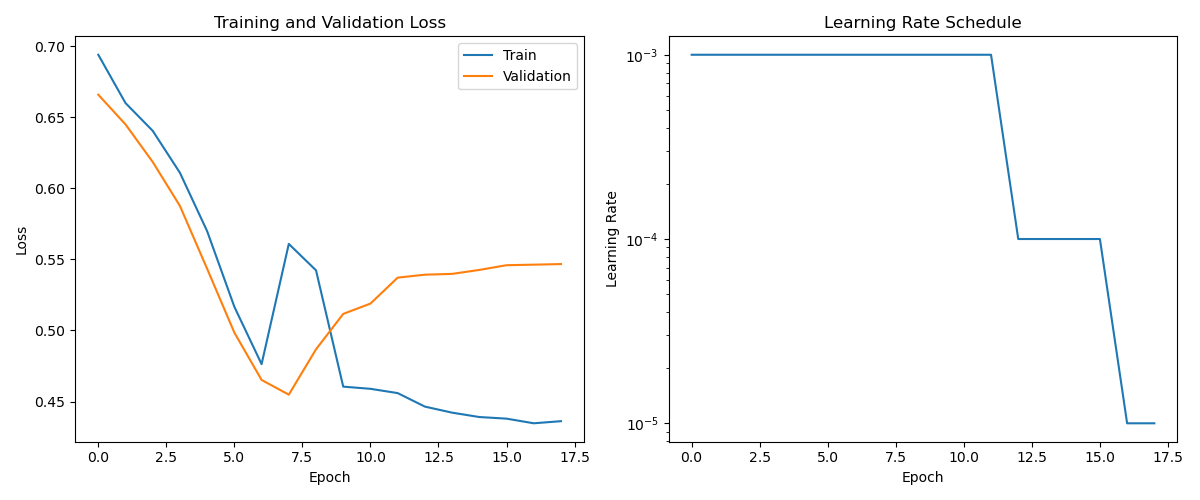 Training and Validation Loss
Train
Validation
0.70
0.65
0.60
0.55
0.50
0.45
Loss
0.0 2.5 5.0 7.5 10.0 12.5 15.0 17.5
Epoch
Learning Rate Schedule
10⁻³
10⁻⁴
10⁻⁵
Learning Rate
0.0 2.5 5.0 7.5 10.0 12.5 15.0 17.5
Epoch